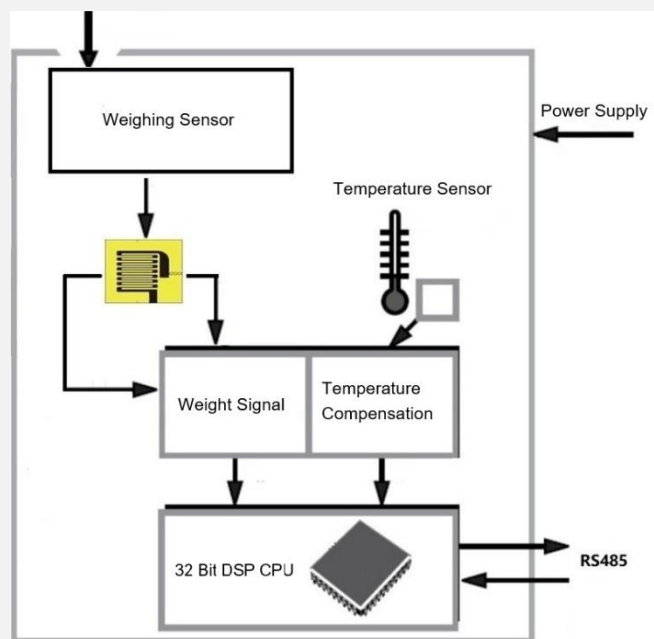 Weighing Sensor
Power Supply
Temperature Sensor
Weight Signal
Temperature
Compensation
32 Bit DSP CPU
RS485